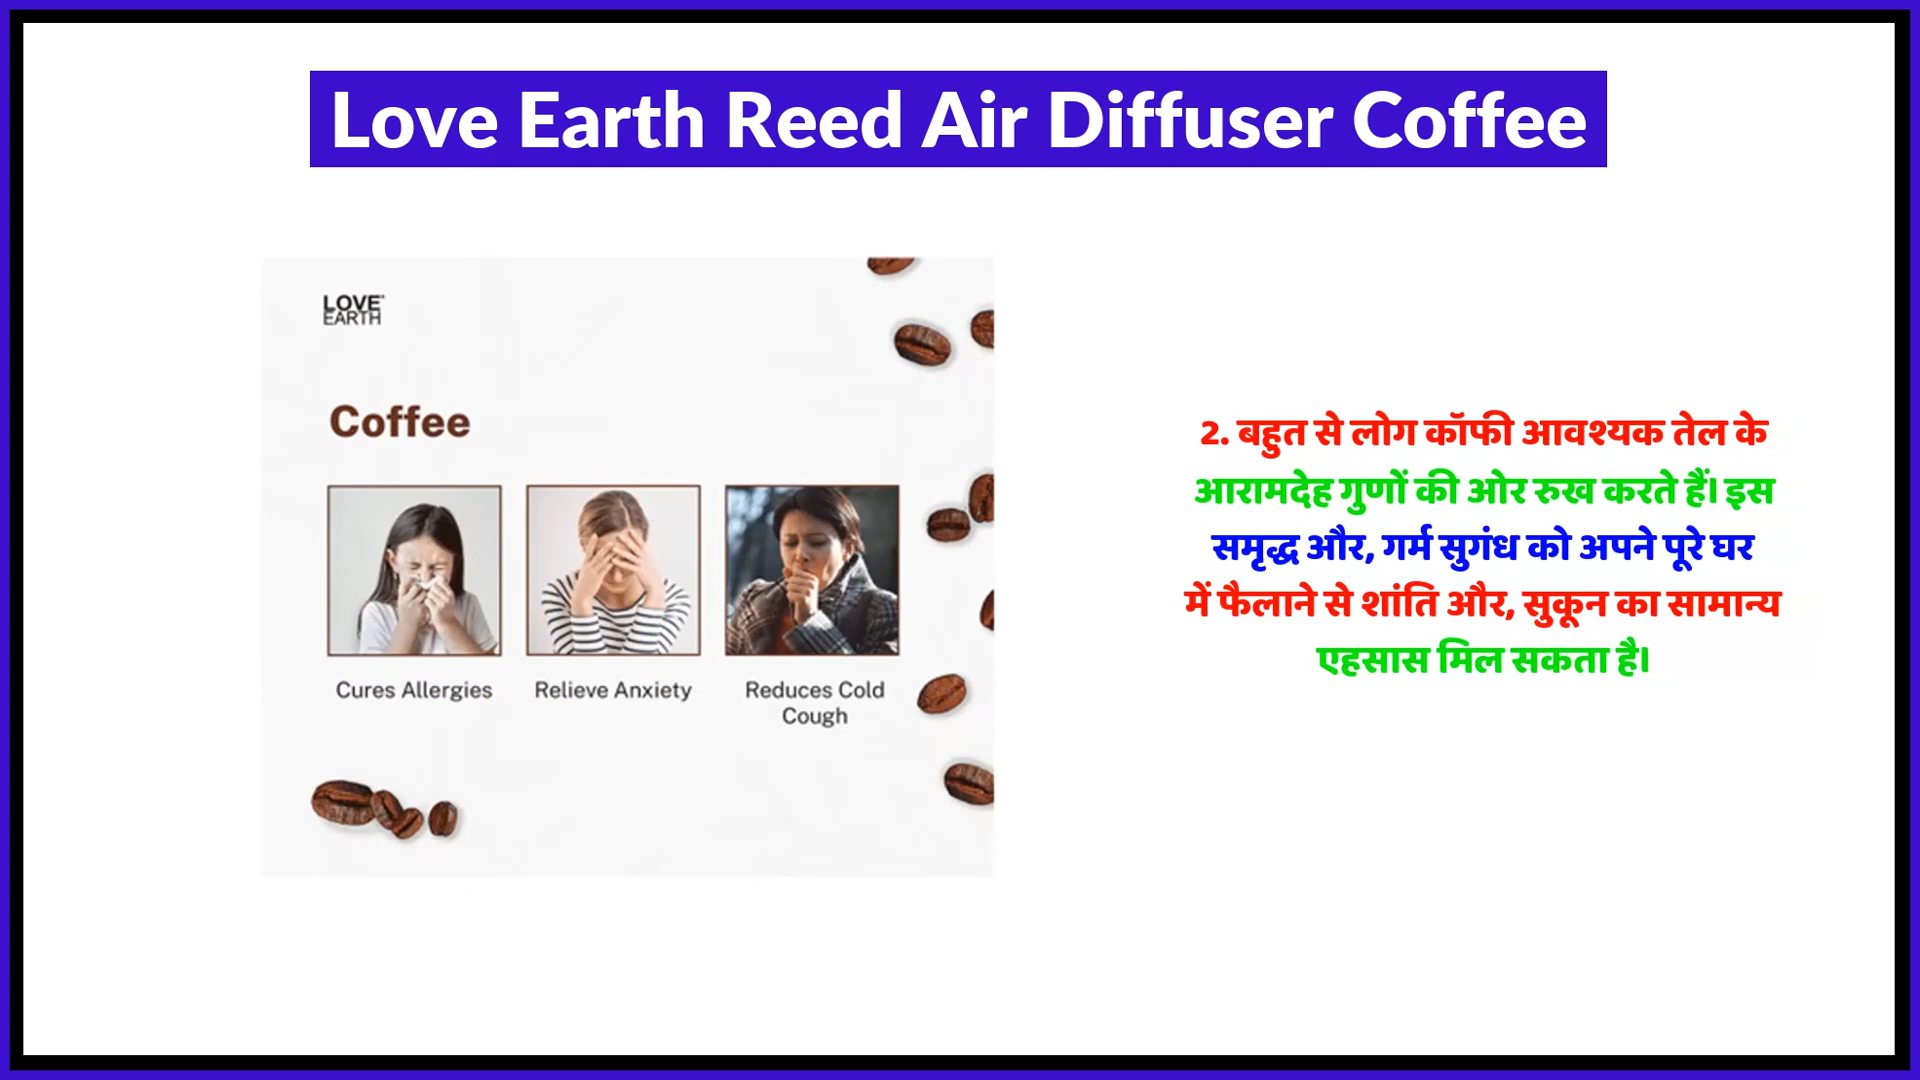 Love Earth Reed Air Diffuser Coffee
LOVE
EARTH
Coffee
Cures Allergies
Relieve Anxiety
Reduces Cold
Cough
2. बहुत से लोग कॉफी आवश्यक तेल के
आरामदेह गुणों की ओर रुख करते हैं। इस
समृद्ध और, गर्म सुगंध को अपने पूरे घर
में फैलाने से शांति और, सुकून का सामान्य
एहसास मिल सकता है।